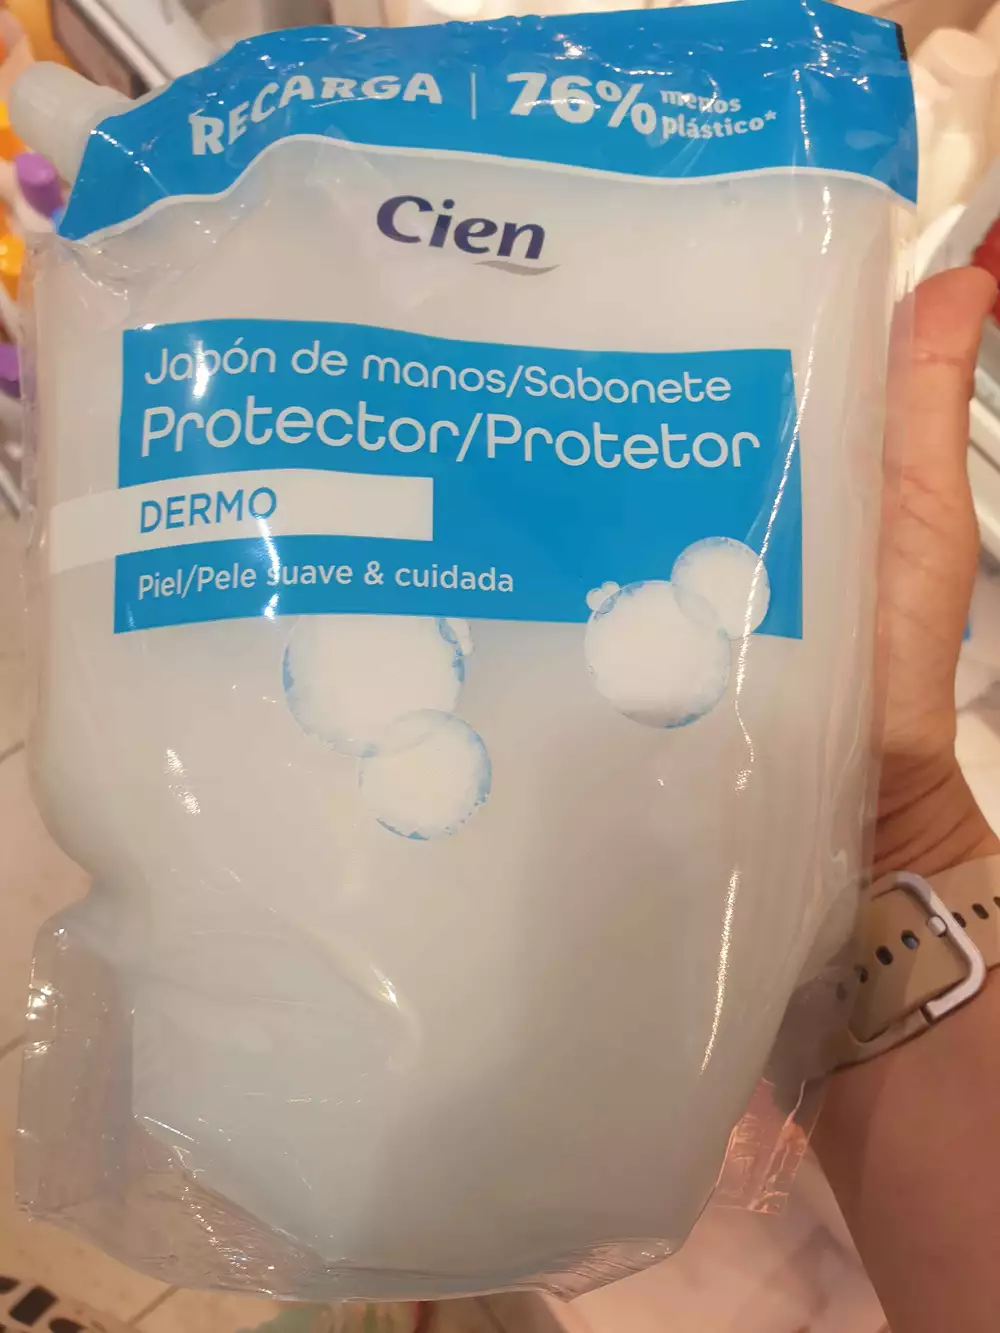 RECARGA | 76% menos
plástico*
Cien
Jabón de manos/Sabonete
Protector/Protetor
DERMO
Piel/Pele suave & cuidada